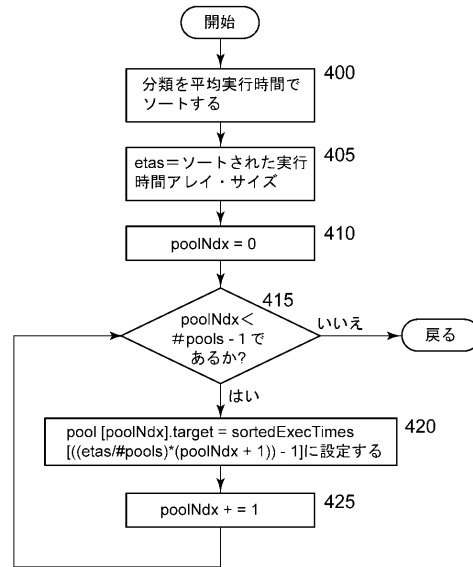 開始
400
分類を平均実行時間で
ソートする
405
etas＝ソートされた実行
時間アレイ・サイズ
410
poolNdx = 0
415
poolNdx＜
#pools - 1 で
あるか?
いいえ
戻る
はい
420
pool [poolNdx].target = sortedExecTimes
[((etas/#pools)*(poolNdx + 1)) - 1]に設定する
425
poolNdx + = 1